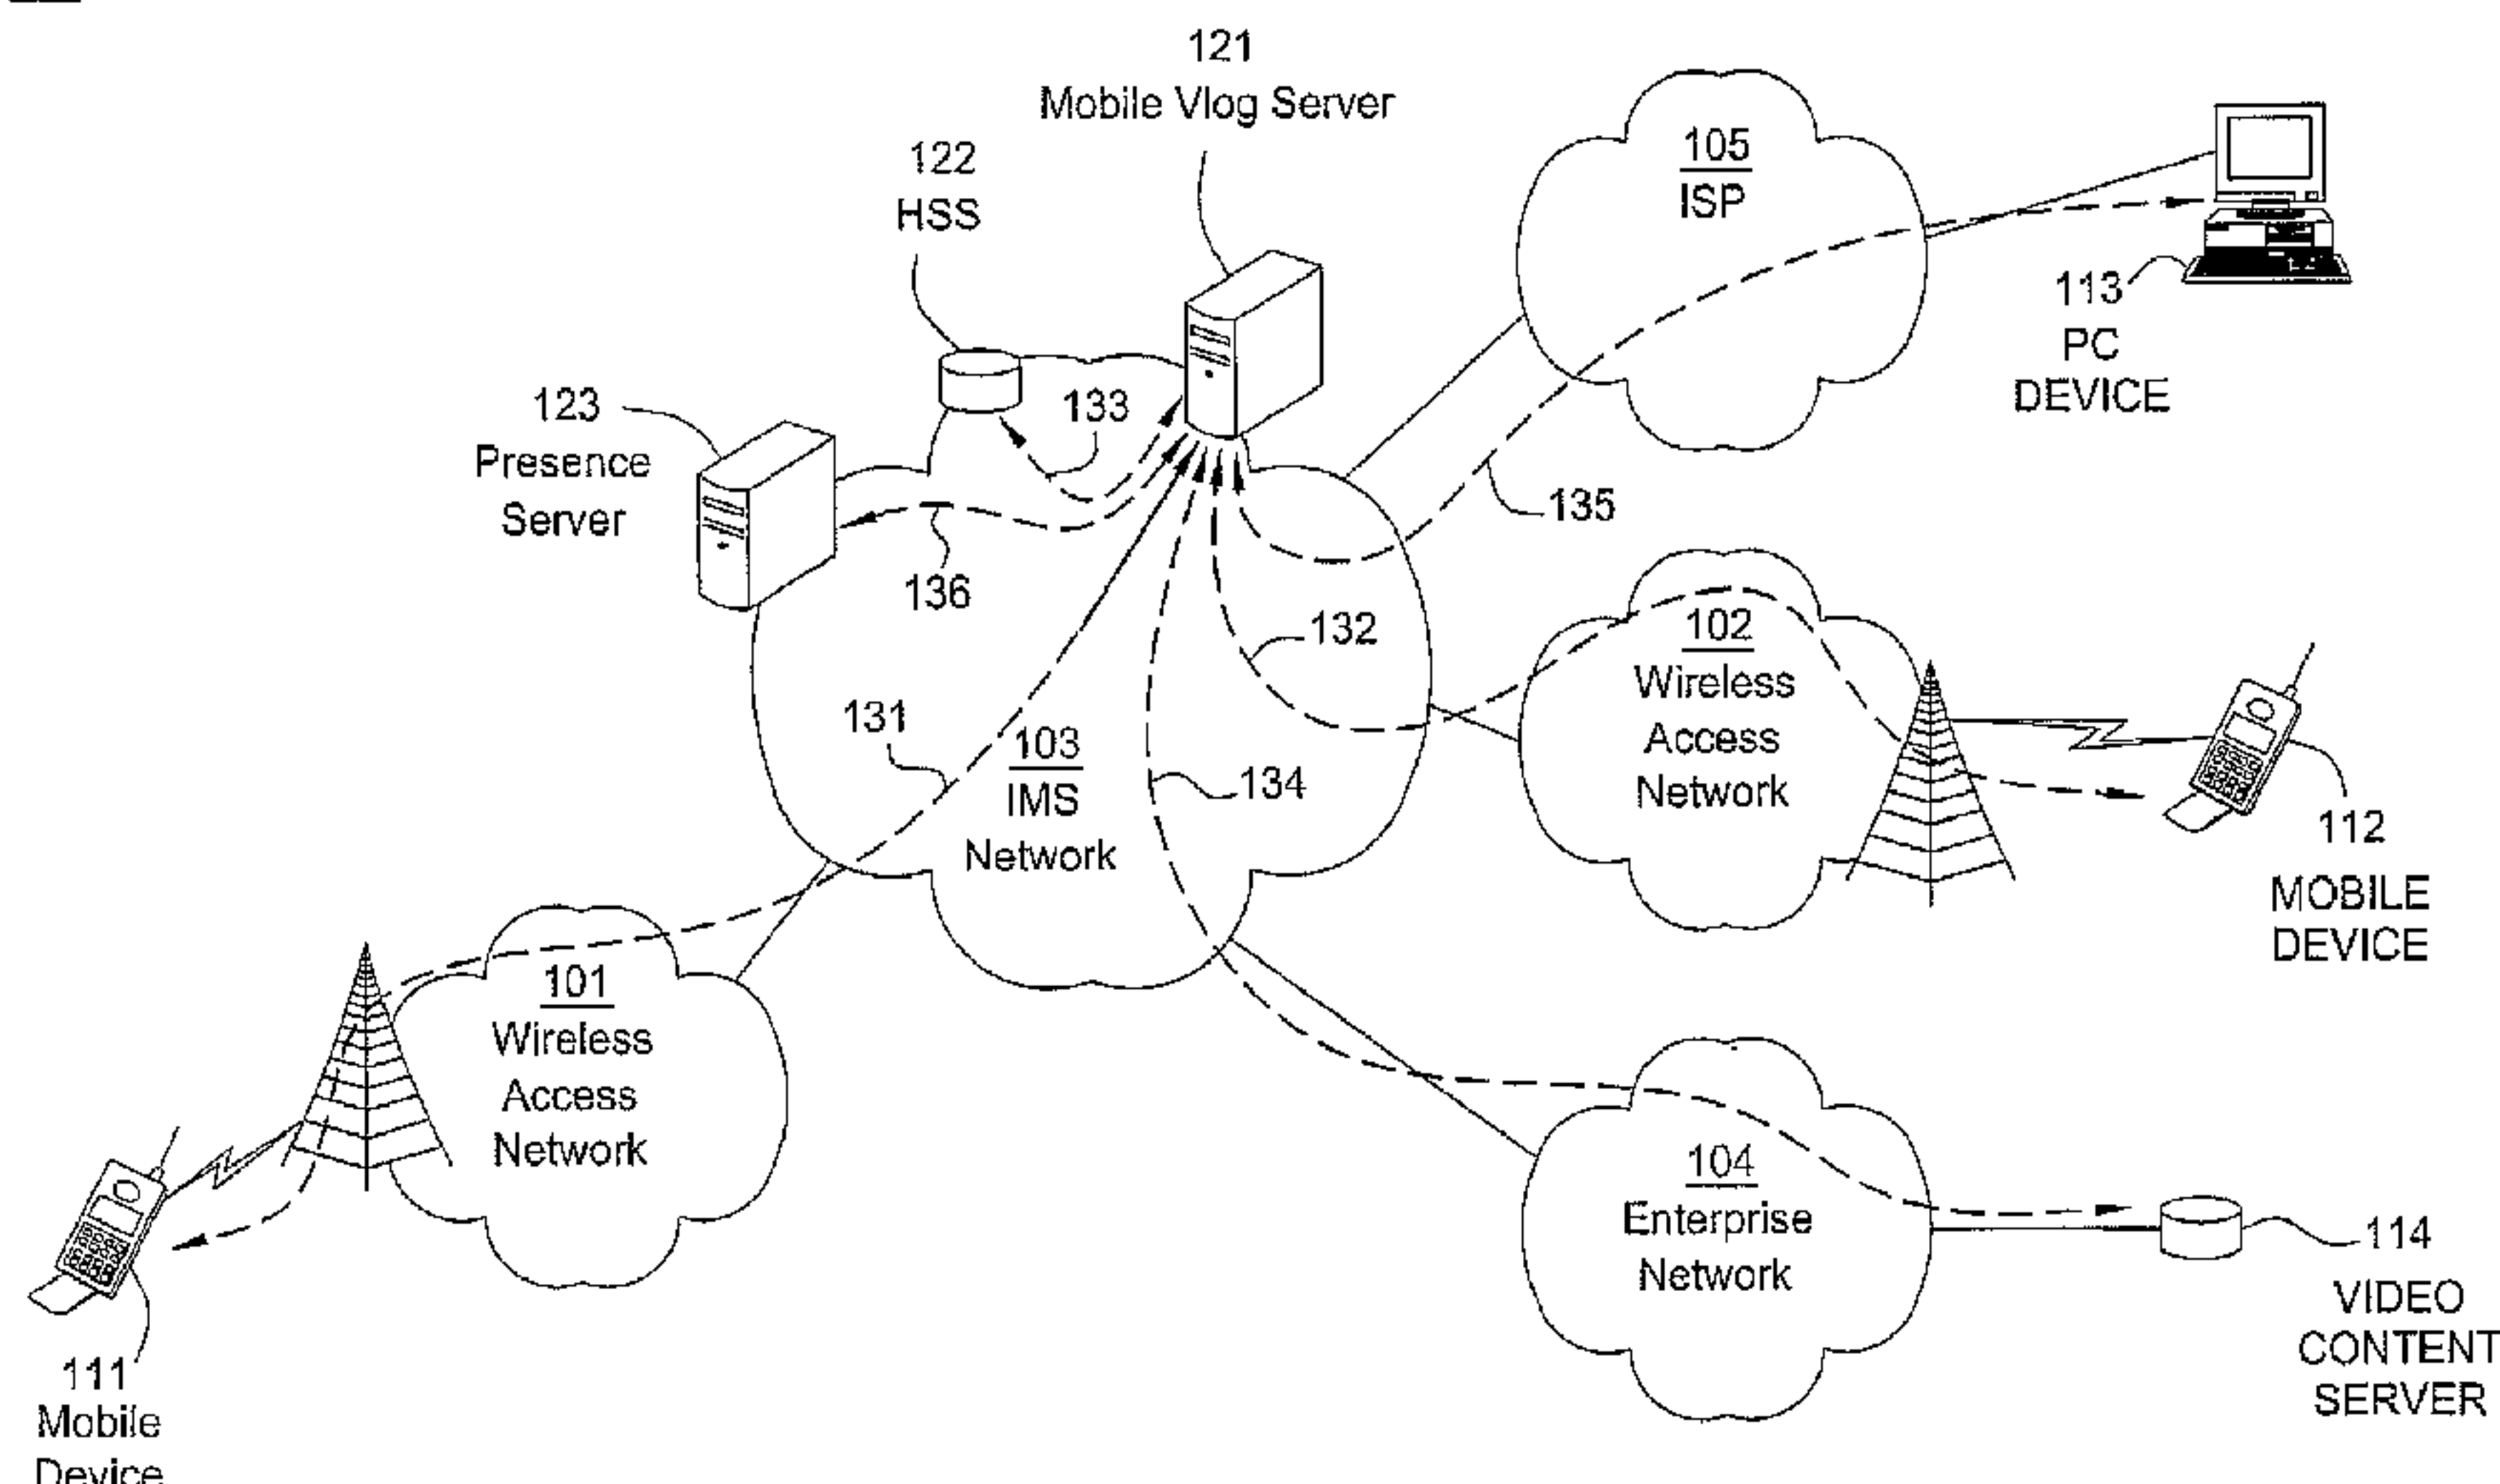 121
Mobile Vlog Server
122
HSS
105
ISP
113
PC
DEVICE
123
Presence
Server
133
136
135
132
102
Wireless
Access
Network
131
103
IMS
Network
134
112
MOBILE
DEVICE
101
Wireless
Access
Network
104
Enterprise
Network
114
VIDEO
CONTENT
SERVER
111
Mobile
Device